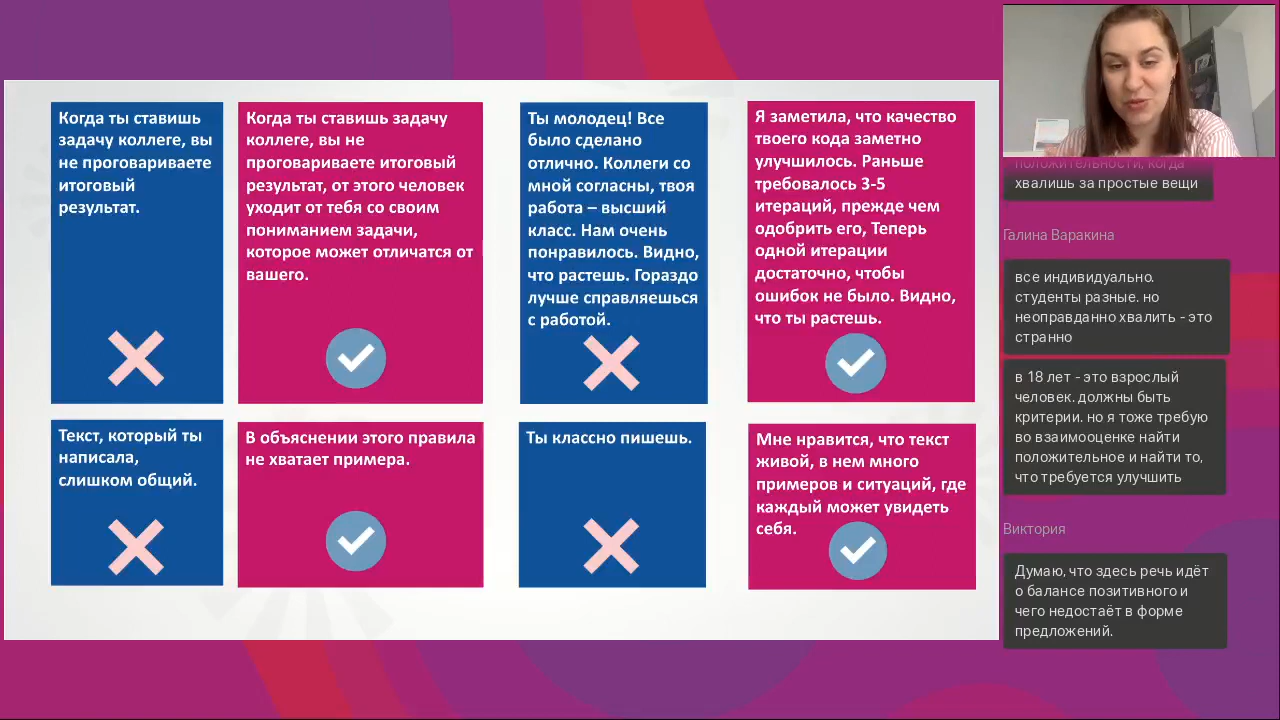 Когда ты ставишь
задачу коллеге, вы
не проговариваете
итоговый
результат.
Когда ты ставишь задачу
коллеге, вы не
проговариваете итоговый
результат, от этого человек
уходит от тебя со своим
пониманием задачи,
которое может отличатся от
вашего.
Ты молодец! Все
было сделано
отлично. Коллеги со
мной согласны, твоя
работа – высший
класс. Нам очень
понравилось. Видно,
что растешь. Гораздо
лучше справляешься
с работой.
Я заметила, что качество
твоего кода заметно
улучшилось. Раньше
требовалось 3-5
итераций, прежде чем
одобрить его, Теперь
одной итерации
достаточно, чтобы
ошибок не было. Видно,
что ты растешь.
Текст, который ты
написала,
слишком общий.
В объяснении этого правила
не хватает примера.
Ты классно пишешь.
Мне нравится, что текст
живой, в нем много
примеров и ситуаций, где
каждый может увидеть
себя.
положительности, когда
хвалишь за простые вещи
Галина Варакина
все индивидуально.
студенты разные. но
неоправданно хвалить - это
странно
в 18 лет - это взрослый
человек. должны быть
критерии. но я тоже требую
во взаимооценке найти
положительное и найти то,
что требуется улучшить
Виктория
Думаю, что здесь речь идёт
о балансе позитивного и
чего недостаёт в форме
предложений.